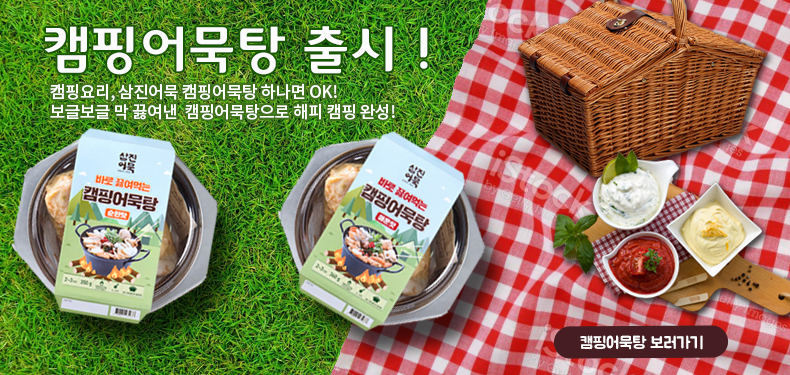 캠핑어묵탕 출시 !
캠핑요리, 삼진어묵 캠핑어묵탕 하나면 OK!
보글보글 막 끓여낸 캠핑어묵탕으로 해피 캠핑 완성!
삼진
어묵
바로 끓여먹는
캠핑어묵탕
순한맛
삼진
어묵
바로 끓여먹는
캠핑어묵탕
캠핑어묵탕 보러가기